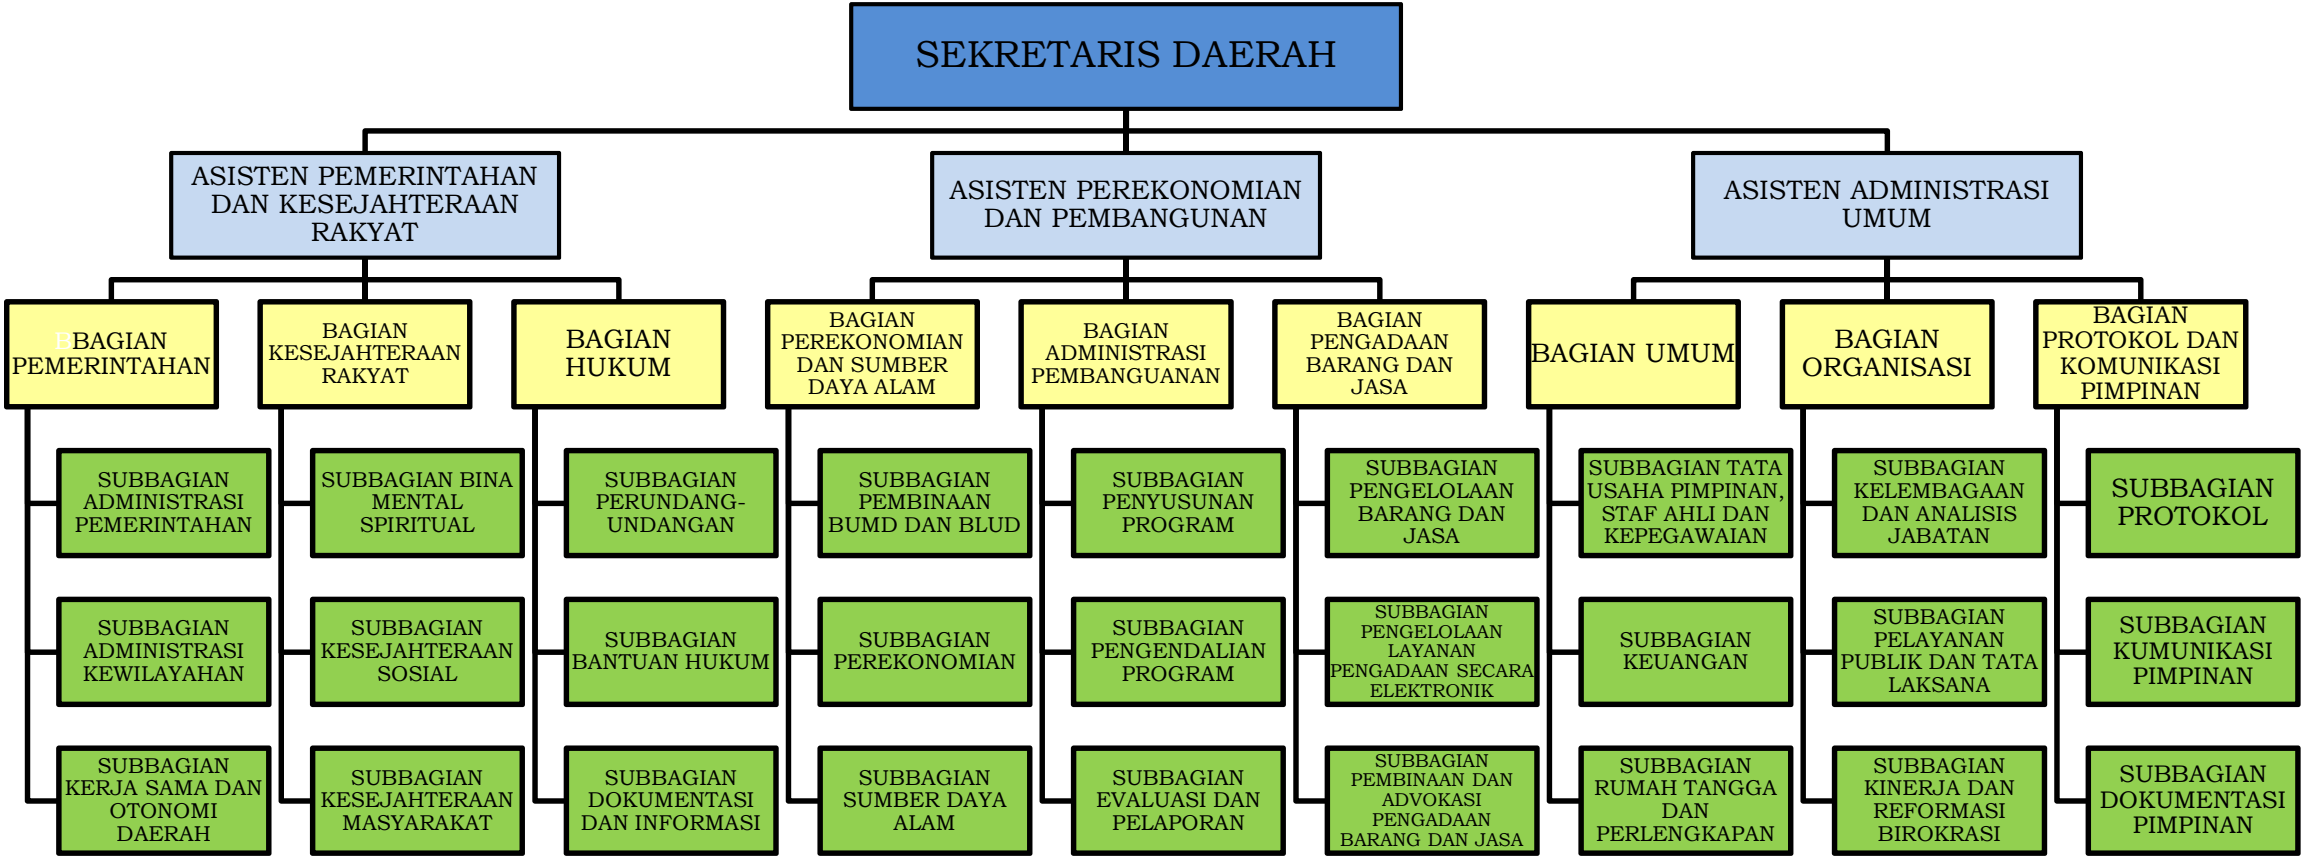 SEKRETARIS DAERAH
ASISTEN PEMERINTAHAN
DAN KESEJAHTERAAN
RAKYAT
ASISTEN PEREKONOMIAN
DAN PEMBANGUNAN
ASISTEN ADMINISTRASI
UMUM
BBAGIAN
PEMERINTAHAN
BAGIAN
KESEJAHTERAAN
RAKYAT
BAGIAN
HUKUM
BAGIAN
PEREKONOMIAN
DAN SUMBER
DAYA ALAM
BAGIAN
ADMINISTRASI
PEMBANGUANAN
BAGIAN
PENGADAAN
BARANG DAN
JASA
BAGIAN UMUM
BAGIAN
ORGANISASI
BAGIAN
PROTOKOL DAN
KOMUNIKASI
PIMPINAN
SUBBAGIAN
ADMINISTRASI
PEMERINTAHAN
SUBBAGIAN BINA
MENTAL
SPIRITUAL
SUBBAGIAN
PERUNDANG-
UNDANGAN
SUBBAGIAN
PEMBINAAN
BUMD DAN BLUD
SUBBAGIAN
PENYUSUNAN
PROGRAM
SUBBAGIAN
PENGELOLAAN
BARANG DAN
JASA
SUBBAGIAN TATA
USAHA PIMPINAN,
STAF AHLI DAN
KEPEGAWAIAN
SUBBAGIAN
KELEMBAGAAN
DAN ANALISIS
JABATAN
SUBBAGIAN
PROTOKOL
SUBBAGIAN
ADMINISTRASI
KEWILAYAHAN
SUBBAGIAN
KESEJAHTERAAN
SOSIAL
SUBBAGIAN
BANTUAN HUKUM
SUBBAGIAN
PEREKONOMIAN
SUBBAGIAN
PENGENDALIAN
PROGRAM
SUBBAGIAN
PENGELOLAAN
LAYANAN
PENGADAAN SECARA
ELEKTRONIK
SUBBAGIAN
KEUANGAN
SUBBAGIAN
PELAYANAN
PUBLIK DAN TATA
LAKSANA
SUBBAGIAN
KUMUNIKASI
PIMPINAN
SUBBAGIAN
KERJA SAMA DAN
OTONOMI
DAERAH
SUBBAGIAN
KESEJAHTERAAN
MASYARAKAT
SUBBAGIAN
DOKUMENTASI
DAN INFORMASI
SUBBAGIAN
SUMBER DAYA
ALAM
SUBBAGIAN
EVALUASI DAN
PELAPORAN
SUBBAGIAN
PEMBINAAN DAN
ADVOKASI
PENGADAAN
BARANG DAN JASA
SUBBAGIAN
RUMAH TANGGA
DAN
PERLENGKAPAN
SUBBAGIAN
KINERJA DAN
REFORMASI
BIROKRASI
SUBBAGIAN
DOKUMENTASI
PIMPINAN